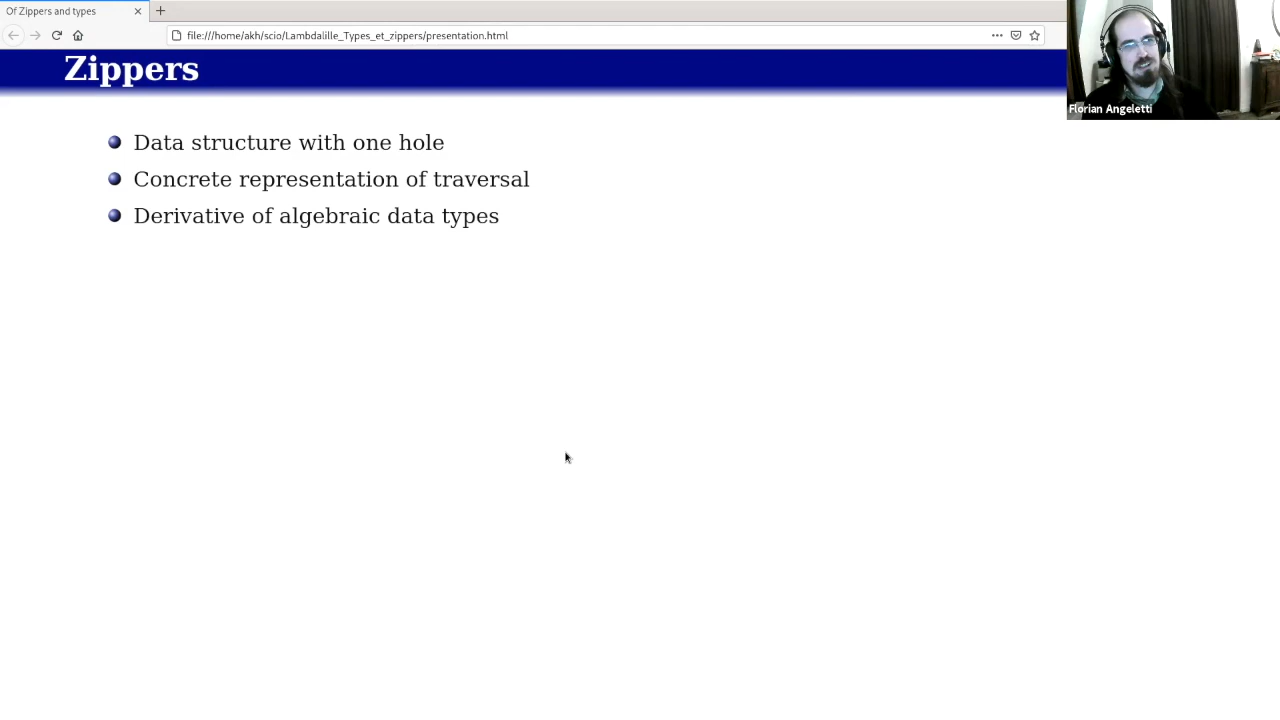 Of Zippers and types
file:///home/akh/scio/Lambdalille_Types_et_zippers/presentation.html
Zippers
Florian Angeletti
Data structure with one hole
Concrete representation of traversal
Derivative of algebraic data types